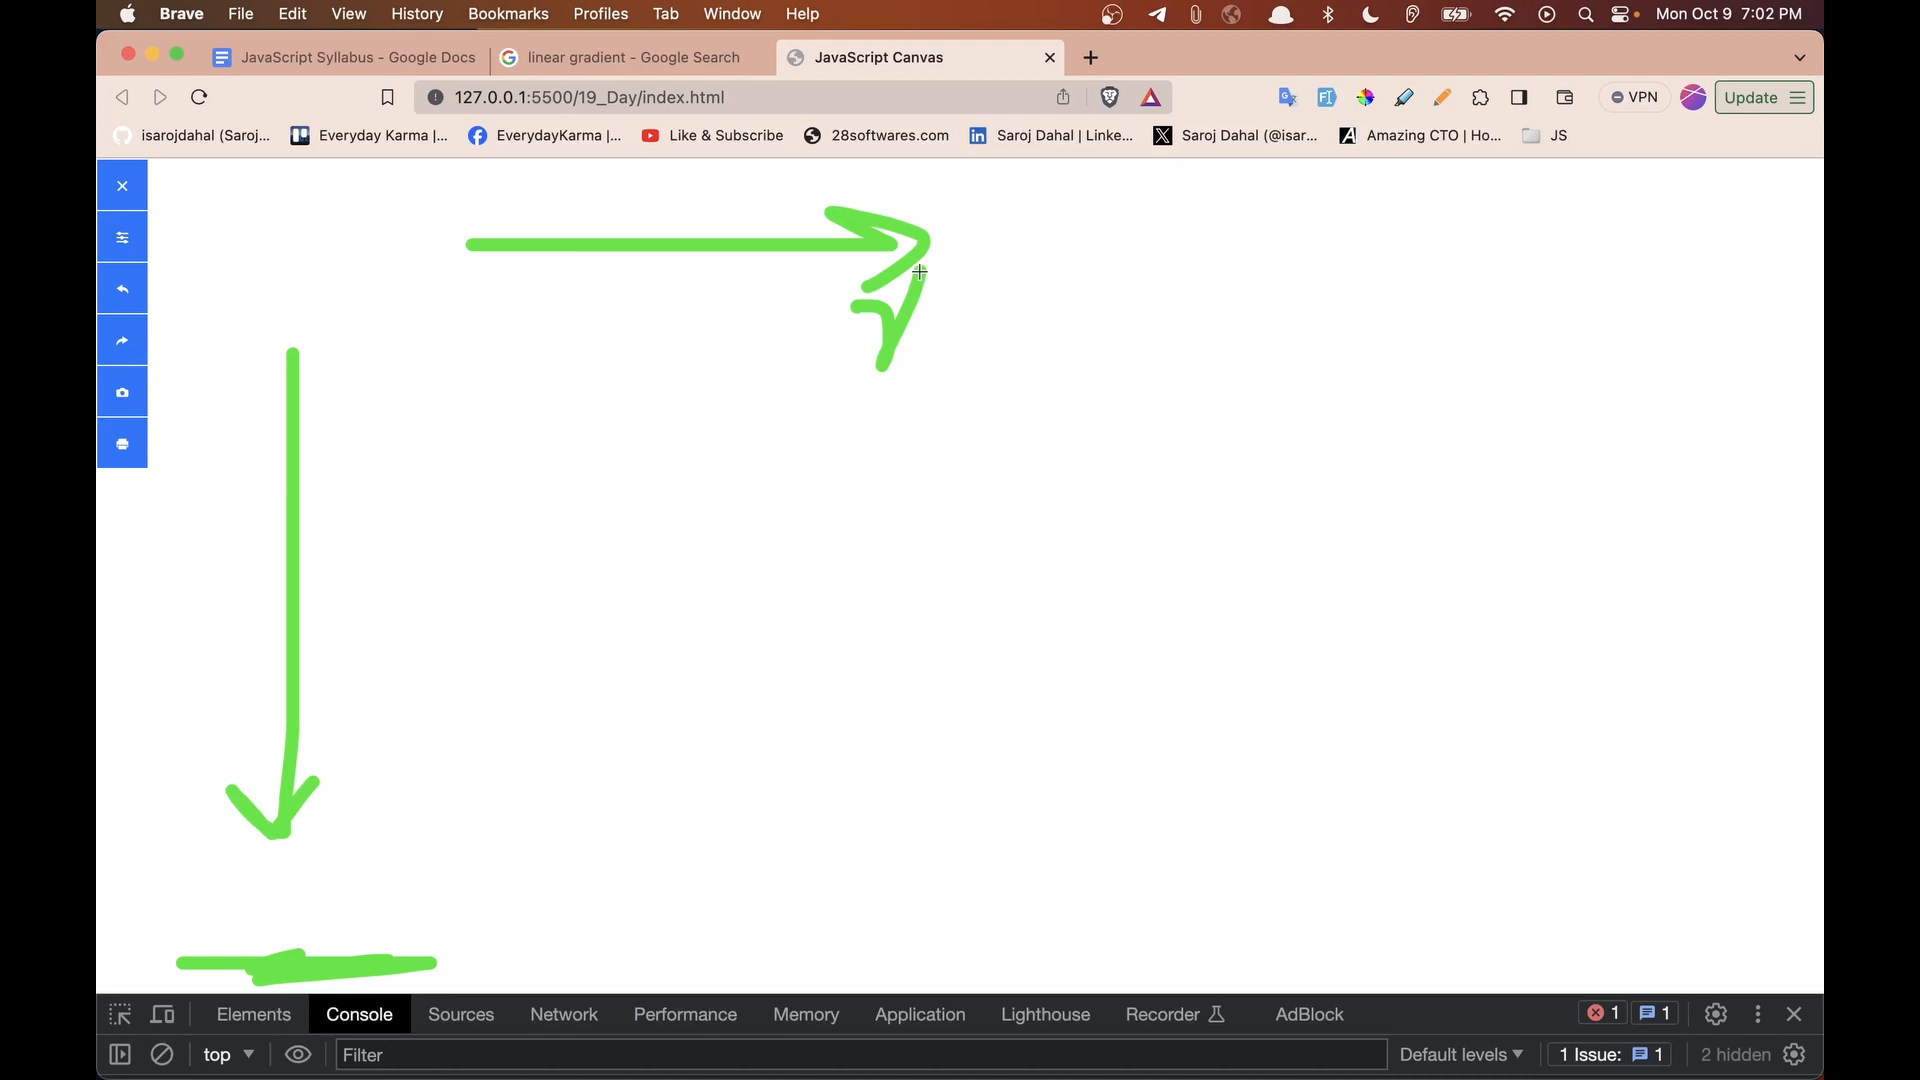 Brave File Edit View History Bookmarks Profiles Tab Window Help Mon Oct 9 7:02 PM
JavaScript Syllabus - Google Docs linear gradient - Google Search JavaScript Canvas
127.0.0.1:5500/19_Day/index.html VPN Update
isarojdahal (Saroj... Everyday Karma |... EverydayKarma |... Like & Subscribe 28softwares.com Saroj Dahal | Linke... Saroj Dahal (@isar... Amazing CTO | Ho... JS
Elements Console Sources Network Performance Memory Application Lighthouse Recorder AdBlock 1 1
top Filter Default levels 1 Issue: 1 2 hidden